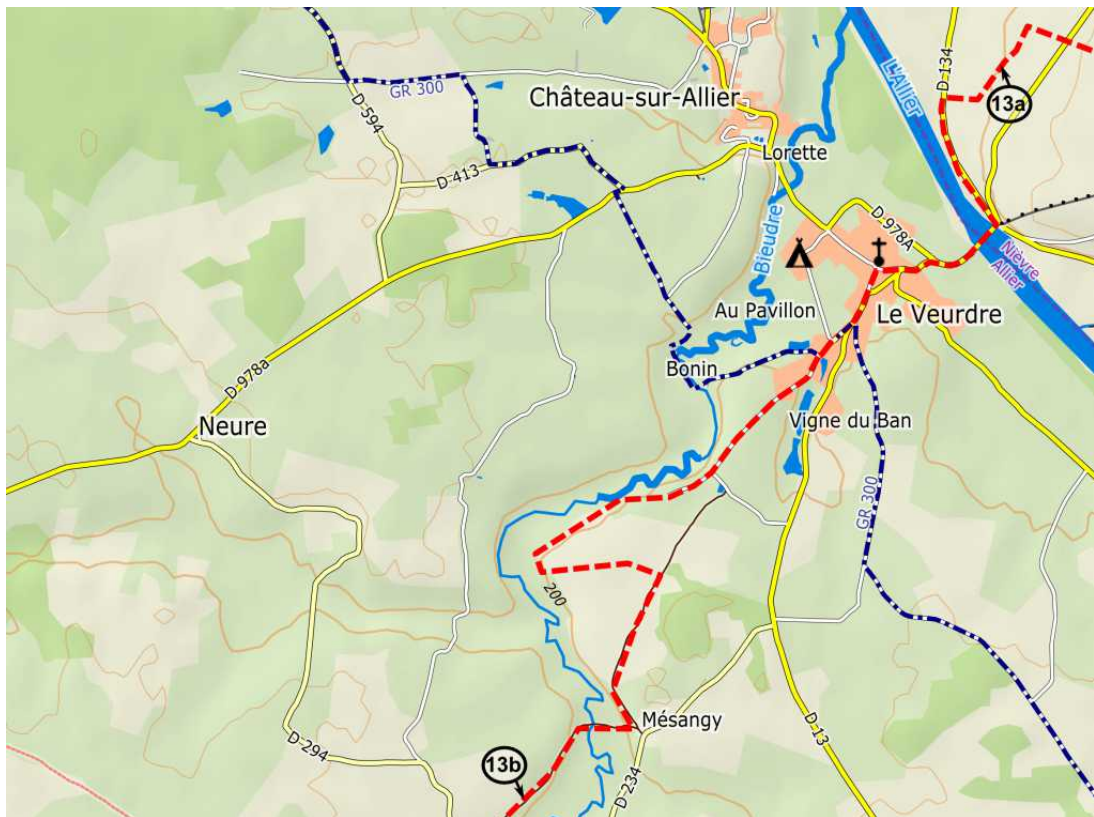 GR 300
D 594
Château-sur-Allier
L'Allier
D 134
13a
D 413
Lorette
D 978A
Bieudre
Nièvre
Allier
Au Pavillon
Le Veurdre
Bonin
D 978a
Neure
Vigne du Ban
GR 300
200
Mésangy
D 294
13b
D 234
D 13